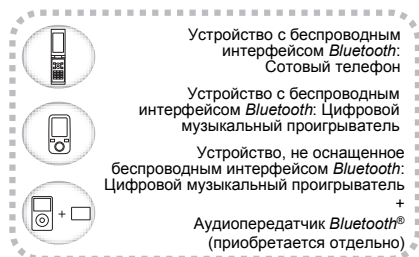 Устройство с беспроводным
интерфейсом Bluetooth:
Сотовый телефон
Устройство с беспроводным
интерфейсом Bluetooth: Цифровой
музыкальный проигрыватель
Устройство, не оснащенное
беспроводным интерфейсом Bluetooth:
Цифровой музыкальный проигрыватель
+
+
Аудиопередатчик Bluetooth®
(приобретается отдельно)